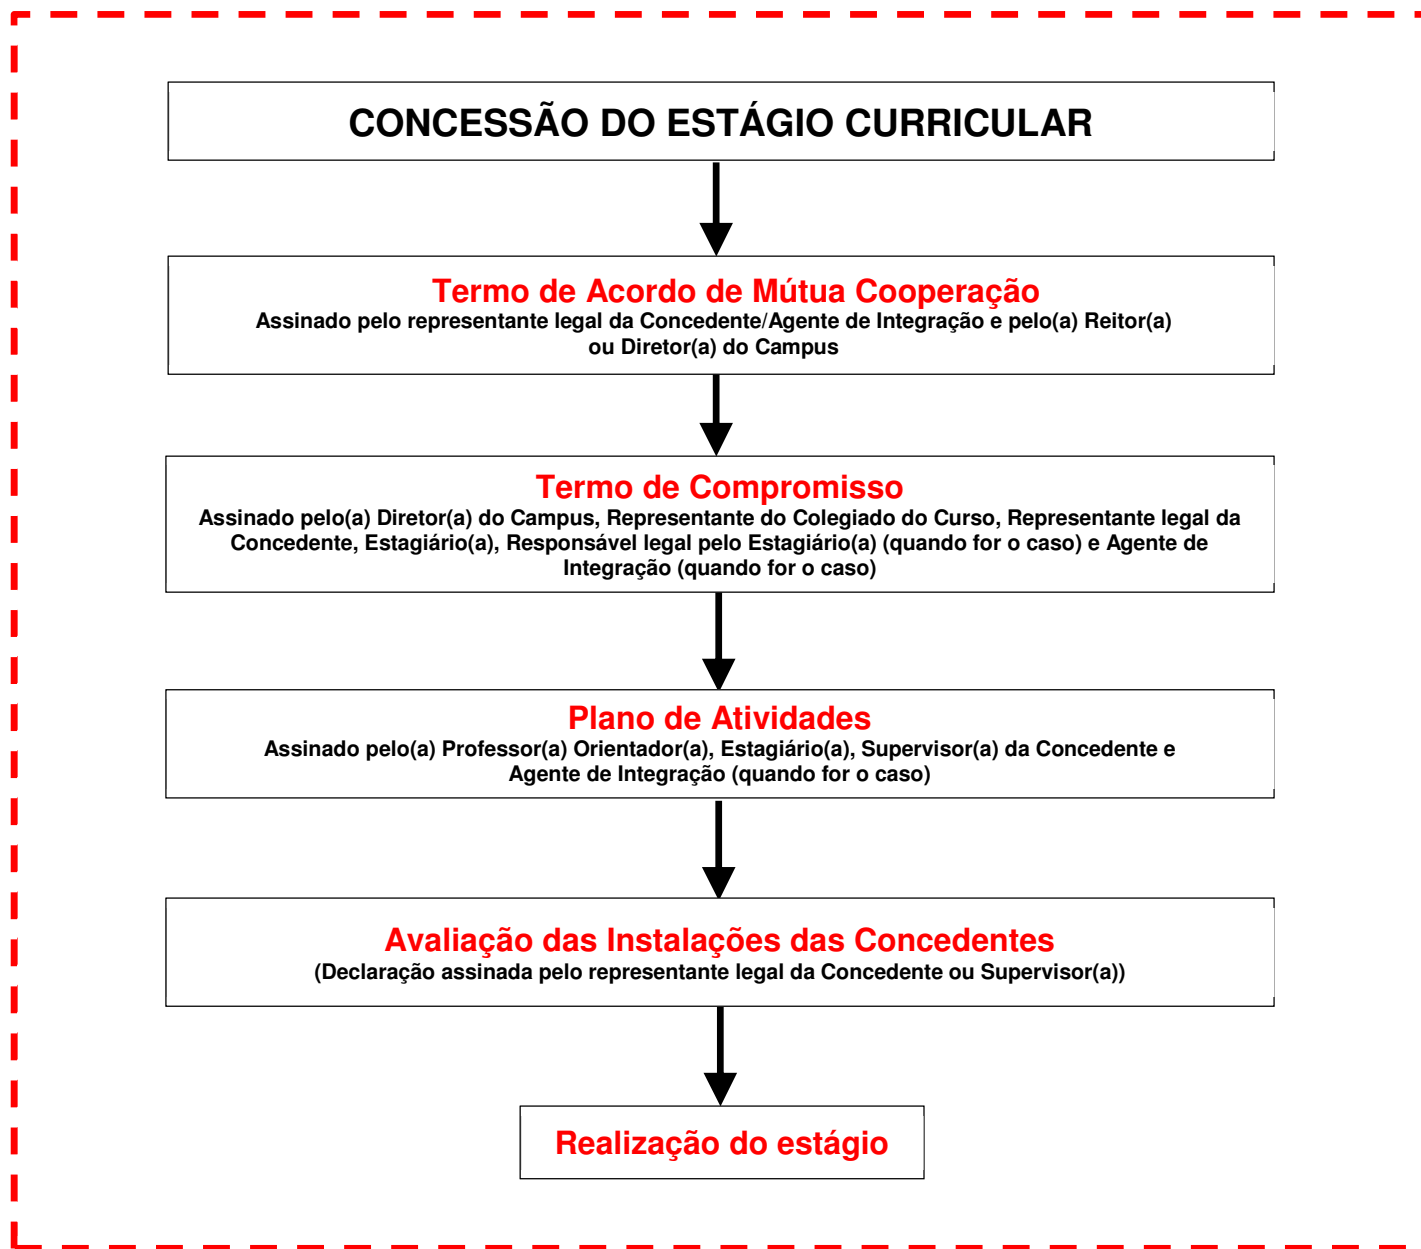 CONCESSÃO DO ESTÁGIO CURRICULAR
Termo de Acordo de Mútua Cooperação
Assinado pelo representante legal da Concedente/Agente de Integração e pelo(a) Reitor(a)
ou Diretor(a) do Campus
Termo de Compromisso
Assinado pelo(a) Diretor(a) do Campus, Representante do Colegiado do Curso, Representante legal da
Concedente, Estagiário(a), Responsável legal pelo Estagiário(a) (quando for o caso) e Agente de
Integração (quando for o caso)
Plano de Atividades
Assinado pelo(a) Professor(a) Orientador(a), Estagiário(a), Supervisor(a) da Concedente e
Agente de Integração (quando for o caso)
Avaliação das Instalações das Concedentes
(Declaração assinada pelo representante legal da Concedente ou Supervisor(a))
Realização do estágio